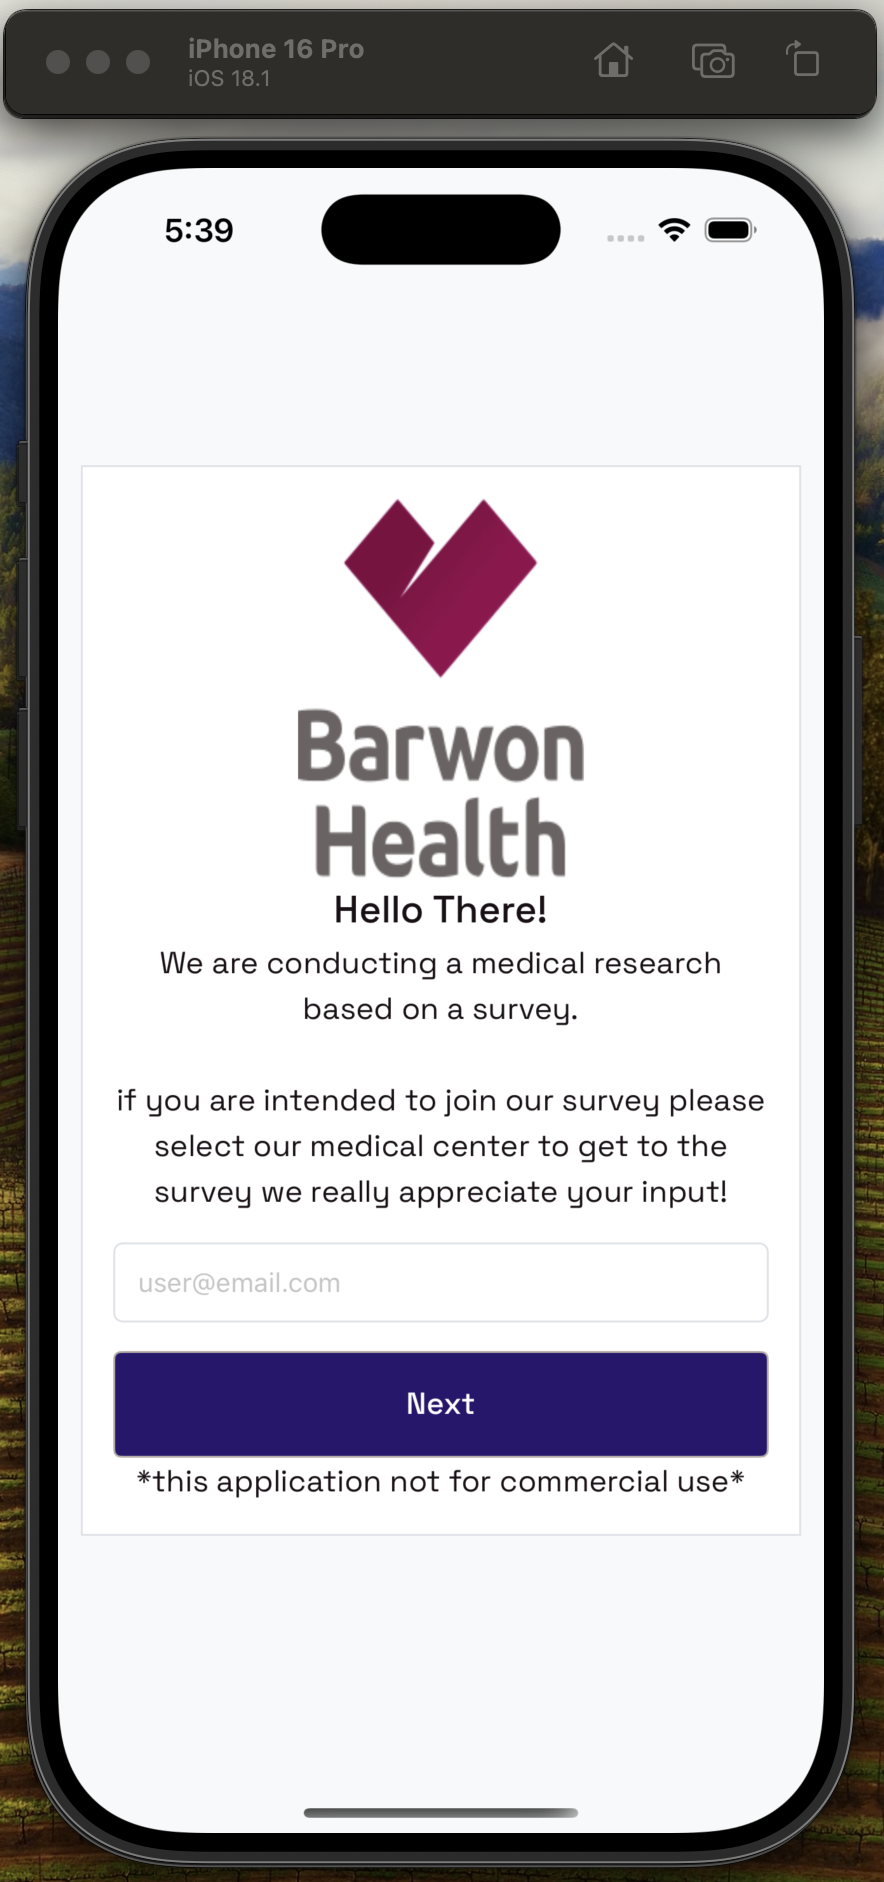 iPhone 16 Pro
iOS 18.1
5:39
Barwon
Health
Hello There!
We are conducting a medical research
based on a survey.
if you are intended to join our survey please
select our medical center to get to the
survey we really appreciate your input!
user@email.com
Next
*this application not for commercial use*